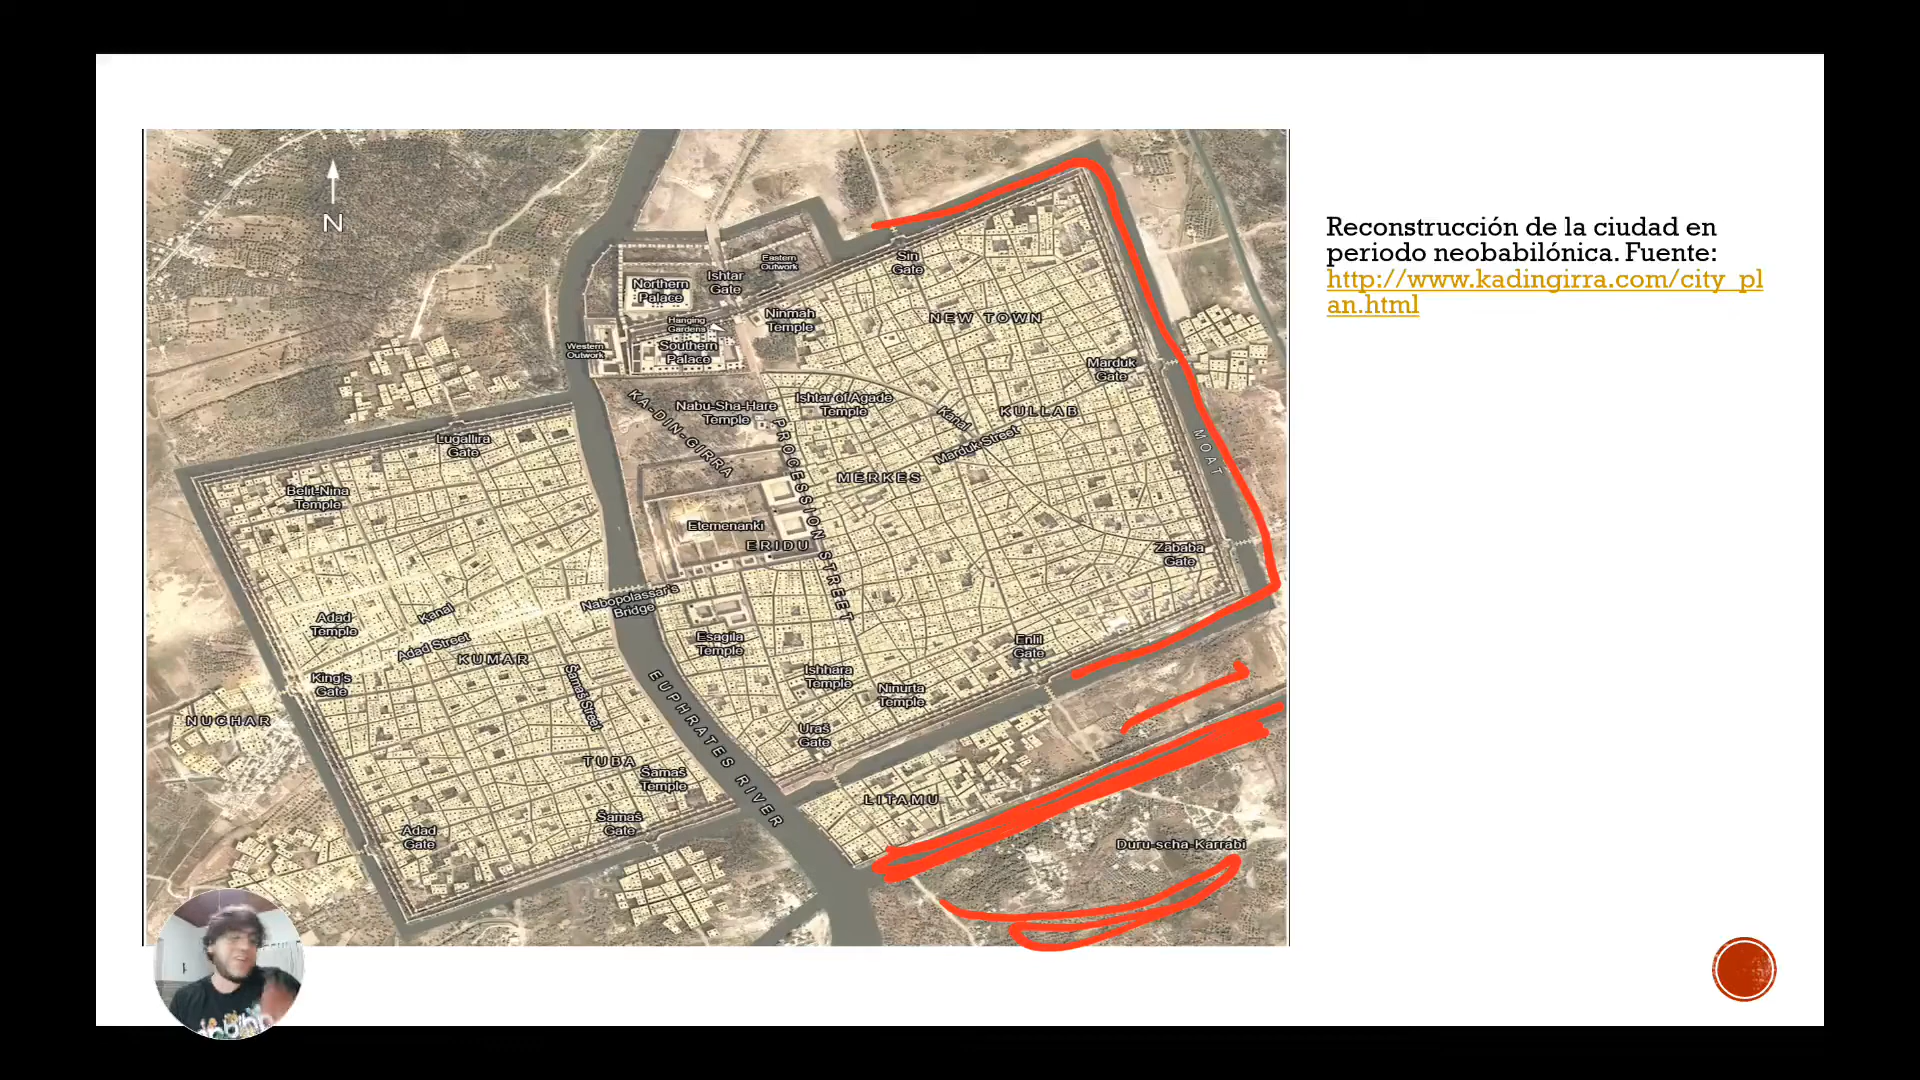 Reconstrucción de la ciudad en
periodo neobabilónica. Fuente:
http://www.kadingirra.com/city_pl
an.html
N
Sin
Gate
Eastern
Outwork
Ishtar
Gate
Northern
Palace
Hanging
Gardens
Southern
Palace
Western
Outwork
Ninmah
Temple
NEW TOWN
Marduk
Gate
KA-DIN-GIRRA
Nabu-Sha-Hare
Temple
Ishtar of Agade
Temple
Kanal
KULLAB
Marduk Street
MOAT
MERKES
PROCESSION STREET
Lugallira
Gate
Belit-Nina
Temple
Etemenanki
ERIDU
Zababa
Gate
Nabopolassar's
Bridge
Adad
Temple
Kanal
Adad Street
KUMAR
King's
Gate
Šamaš Street
NUCHAR
Esagila
Temple
Enlil
Gate
Ishhara
Temple
Ninurta
Temple
EUPHRATES RIVER
Uraš
Gate
TUBA
Šamaš
Temple
Šamaš
Gate
Adad
Gate
LITAMU
Duru-scha-Karrabi